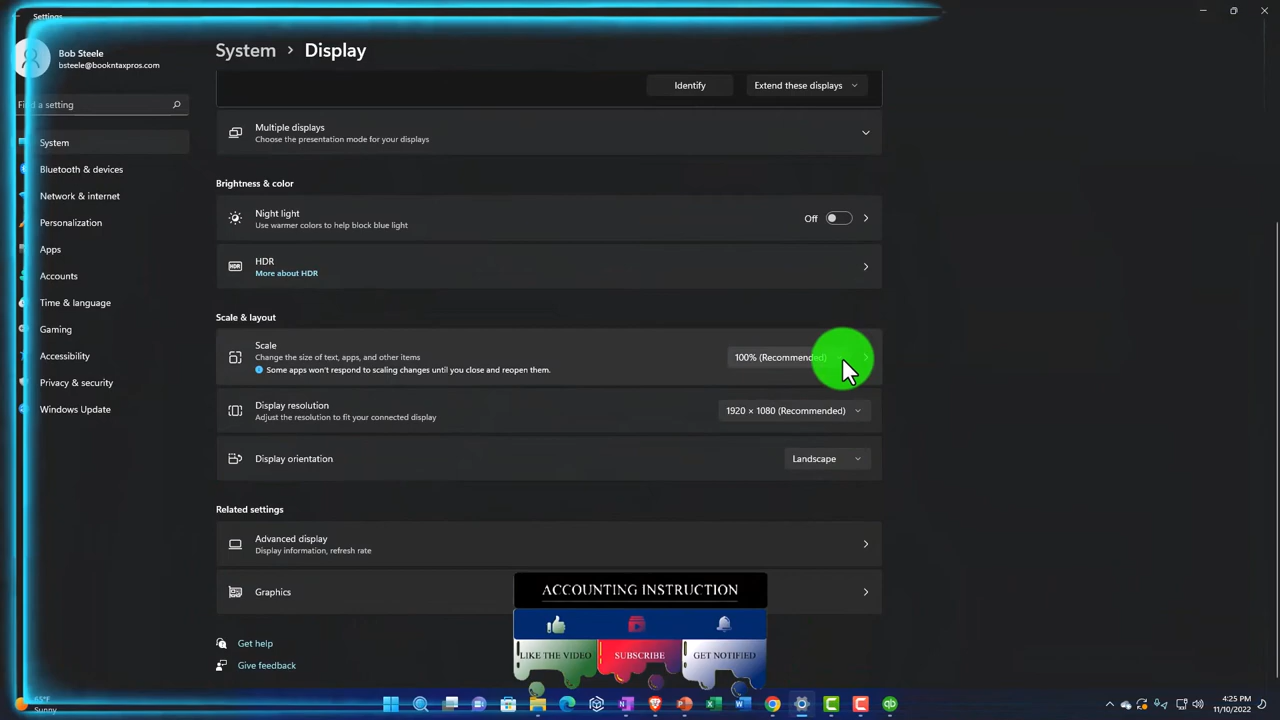 Settings
Bob Steele
bsteele@bookntaxpros.com
Find a setting
System
Bluetooth & devices
Network & internet
Personalization
Apps
Accounts
Time & language
Gaming
Accessibility
Privacy & security
Windows Update
System > Display
Identify
Extend these displays
Multiple displays
Choose the presentation mode for your displays
Brightness & color
Night light
Use warmer colors to help block blue light
Off
HDR
HDR
More about HDR
Scale & layout
Scale
Change the size of text, apps, and other items
Some apps won't respond to scaling changes until you close and reopen them.
100% (Recommended)
Display resolution
Adjust the resolution to fit your connected display
1920 × 1080 (Recommended)
Display orientation
Landscape
Related settings
Advanced display
Display information, refresh rate
Graphics
Get help
Give feedback
ACCOUNTING INSTRUCTION
LIKE THE VIDEO
SUBSCRIBE
GET NOTIFIED
65°F
Sunny
4:25 PM
11/10/2022